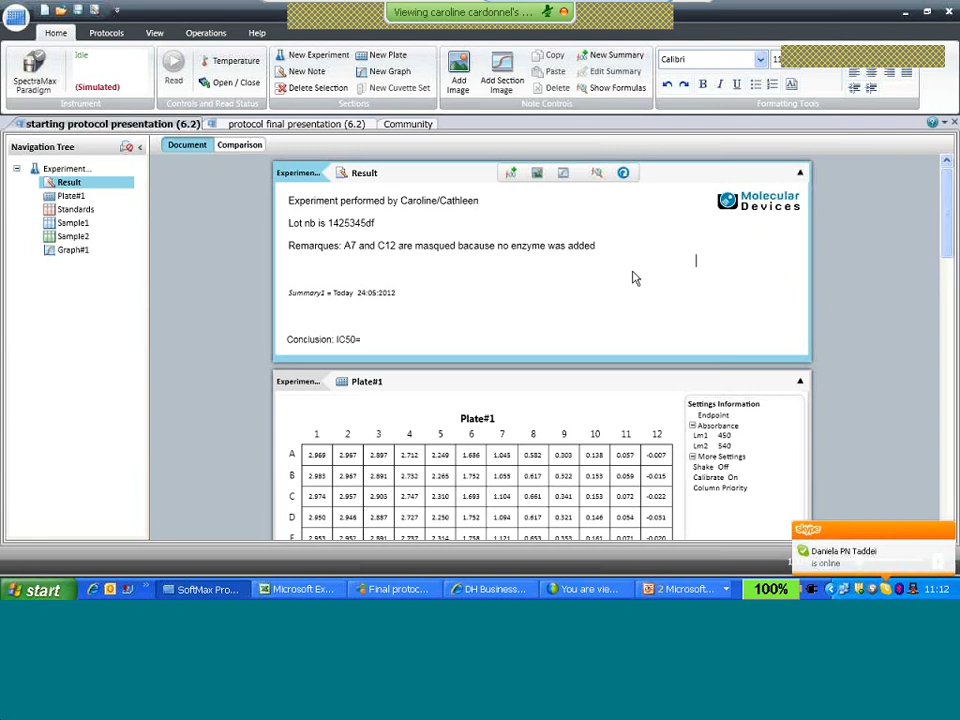 Viewing caroline cardonnel's ...
Home Protocols View Operations Help
SpectraMax
Paradigm
Idle
(Simulated)
Instrument
Read
Temperature
Open / Close
Controls and Read Status
New Experiment New Plate
New Note New Graph
Delete Selection New Cuvette Set
Sections
Add
Image
Add Section
Image
Copy New Summary
Paste Edit Summary
Delete Show Formulas
Note Controls
Calibri 11
B I U A
Formatting Tools
starting protocol presentation (6.2) protocol final presentation (6.2) Community
Navigation Tree
Experiment...
Result
Plate#1
Standards
Sample1
Sample2
Graph#1
Document Comparison
Experimen... Result
Experiment performed by Caroline/Cathleen
Molecular
Devices
Lot nb is 1425345df
Remarques: A7 and C12 are masqued bacause no enzyme was added
Summary1 = Today 24:05:2012
Conclusion: IC50=
Experimen... Plate#1
Plate#1
1 2 3 4 5 6 7 8 9 10 11 12
A 2.969 2.967 2.897 2.712 2.249 1.686 1.045 0.582 0.303 0.138 0.057 -0.007
B 2.983 2.987 2.891 2.752 2.265 1.752 1.055 0.617 0.522 0.153 0.059 -0.015
C 2.974 2.957 2.903 2.747 2.310 1.693 1.104 0.661 0.341 0.153 0.072 -0.022
D 2.950 2.946 2.887 2.727 2.250 1.752 1.094 0.617 0.321 0.146 0.054 -0.031
Settings Information
Endpoint
Absorbance
Lm1 450
Lm2 540
More Settings
Shake Off
Calibrate On
Column Priority
skype
Daniela PN Taddei
is online
start
SoftMax Pro...
Microsoft Ex...
Final protoc...
DH Business...
You are vie...
2 Microsoft...
100%
11:12